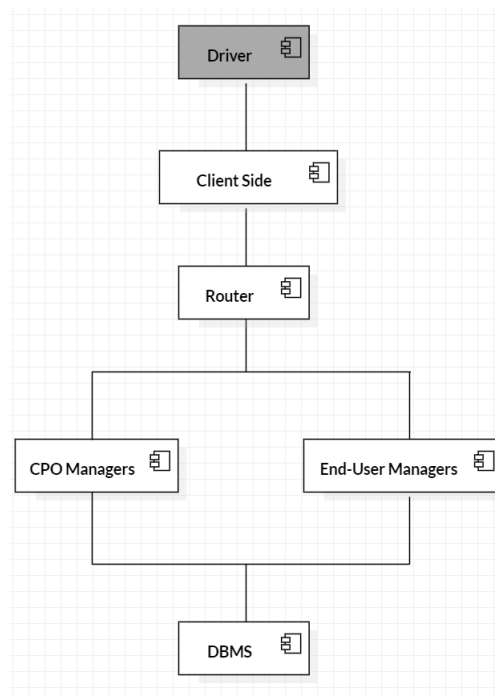 Driver
Client Side
Router
CPO Managers
End-User Managers
DBMS